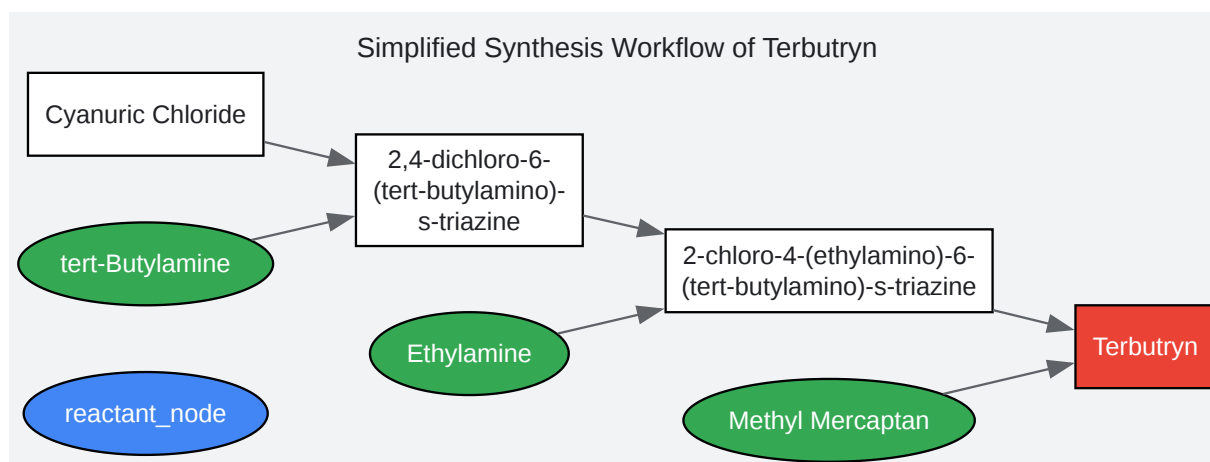 Simplified Synthesis Workflow of Terbutryn
Cyanuric Chloride
2,4-dichloro-6-
(tert-butylamino)-
s-triazine
tert-Butylamine
2-chloro-4-(ethylamino)-6-
(tert-butylamino)-s-triazine
Ethylamine
Terbutryn
reactant_node
Methyl Mercaptan